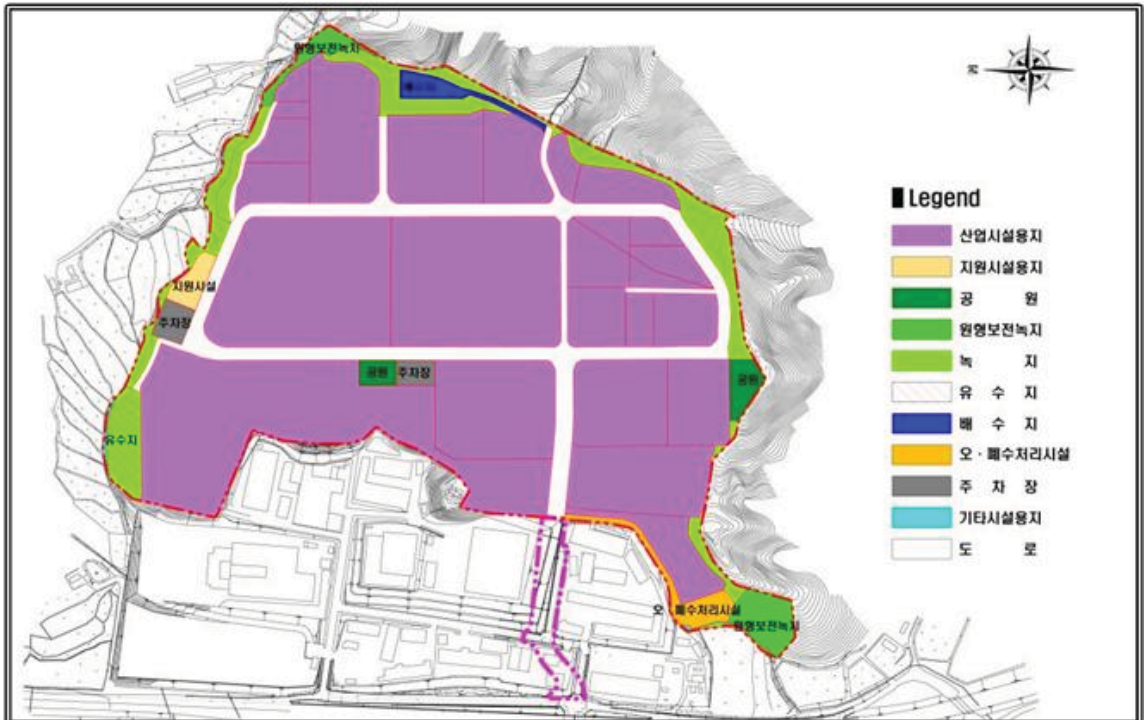 원형보전녹지
Legend
산업시설용지
지원시설용지
공 원
원형보전녹지
녹 지
유 수 지
배 수 지
오 · 폐수처리시설
주 차 장
기타시설용지
도 로
지원시설
주차장
공원
주차장
공원
유수지
오 · 폐수처리시설
원형보전녹지